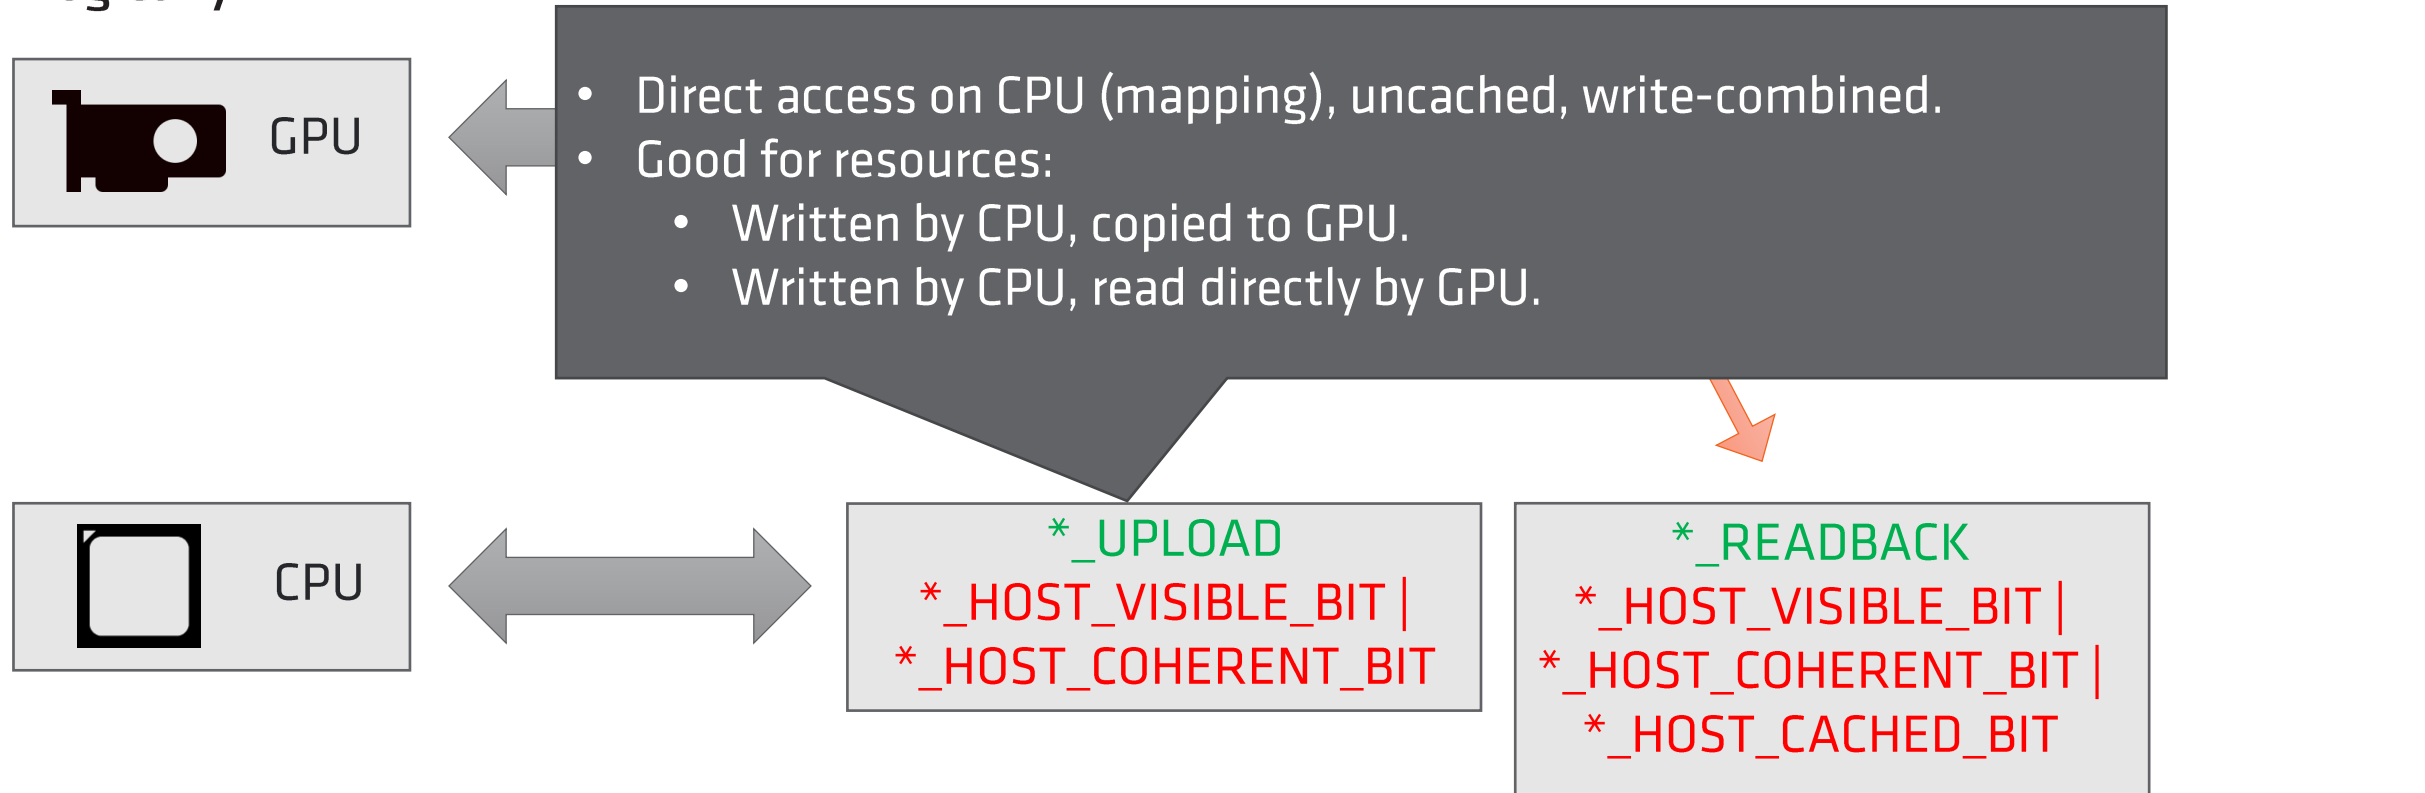 GPU
• Direct access on CPU (mapping), uncached, write-combined.
• Good for resources:
• Written by CPU, copied to GPU.
• Written by CPU, read directly by GPU.
CPU
*_UPLOAD
*_HOST_VISIBLE_BIT |
*_HOST_COHERENT_BIT
*_READBACK
*_HOST_VISIBLE_BIT |
*_HOST_COHERENT_BIT |
*_HOST_CACHED_BIT